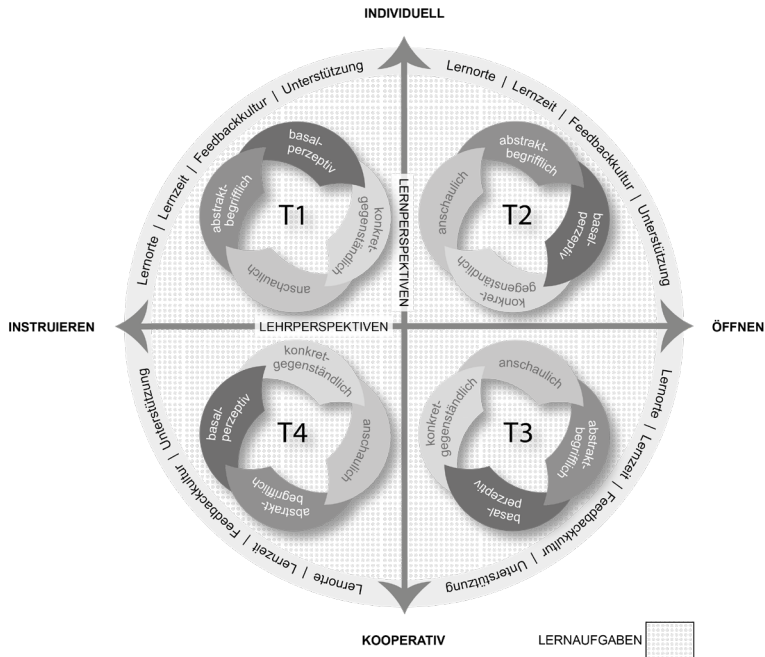 INDIVIDUELL
Lernorte | Lernzeit | Feedbackkultur | Unterstützung
Lernorte | Lernzeit | Feedbackkultur | Unterstützung
basal-
perzeptiv
konkret-
gegenständlich
anschaulich
abstrakt-
begrifflich
T1
LERNPERSPEKTIVEN
abstrakt-
begrifflich
basal-
perzeptiv
konkret-
gegenständlich
anschaulich
T2
INSTRUIEREN
LEHRPERSPEKTIVEN
ÖFFNEN
konkret-
gegenständlich
anschaulich
abstrakt-
begrifflich
basal-
perzeptiv
T4
anschaulich
abstrakt-
begrifflich
basal-
perzeptiv
konkret-
gegenständlich
T3
Lernorte | Lernzeit | Feedbackkultur | Unterstützung
Lernorte | Lernzeit | Feedbackkultur | Unterstützung
KOOPERATIV
LERNAUFGABEN